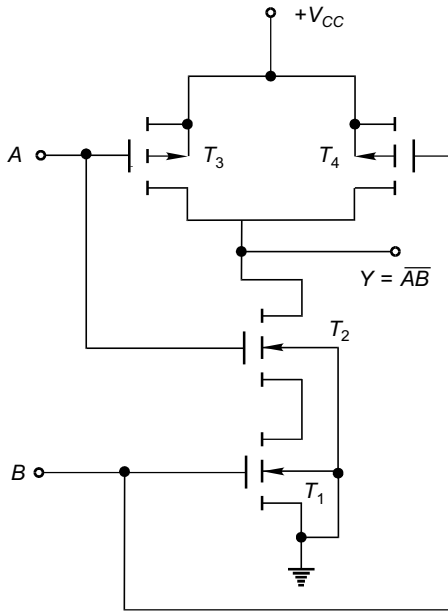 +V_CC
A
T_3
T_4
Y = \overline{AB}
T_2
B
T_1